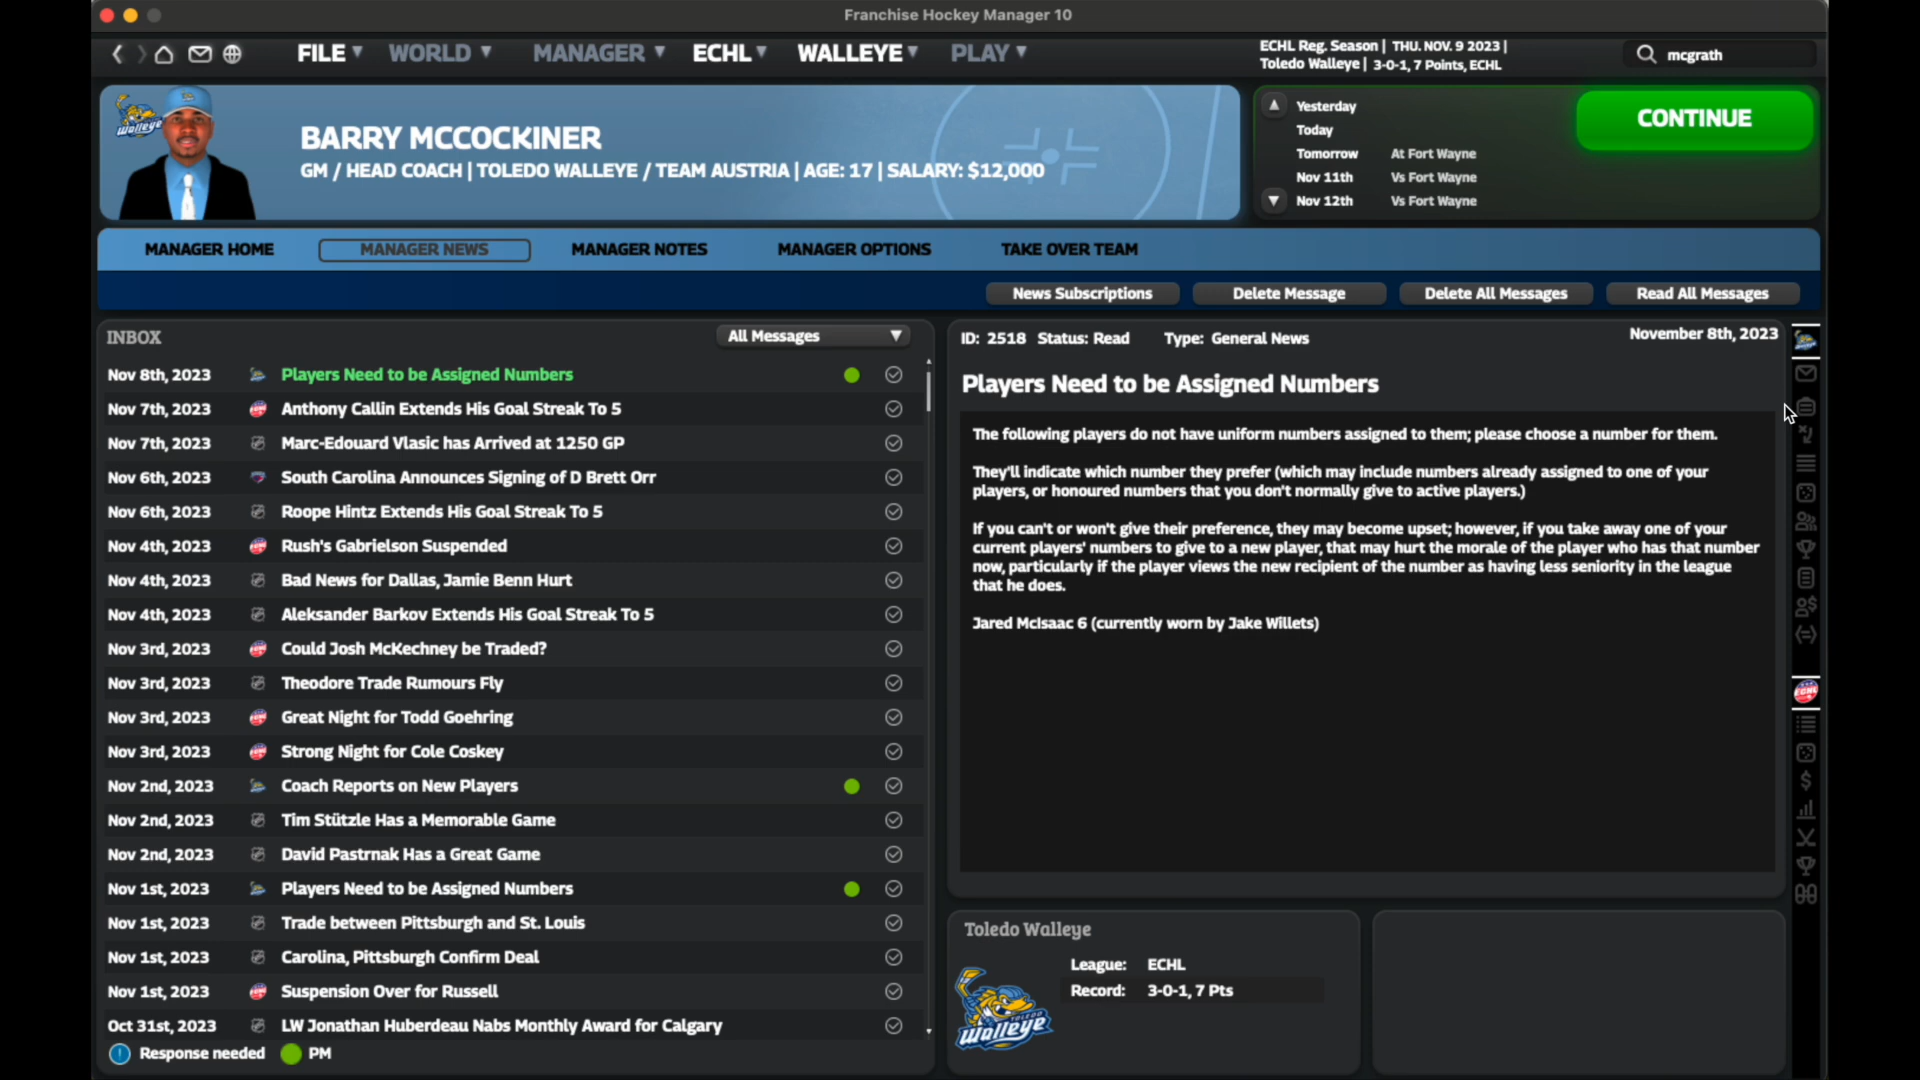 Franchise Hockey Manager 10
FILE WORLD MANAGER ECHL WALLEYE PLAY
ECHL Reg. Season | THU. NOV. 9 2023 |
Toledo Walleye | 3-0-1, 7 Points, ECHL
mcgrath
Walleye
BARRY MCCOCKINER
GM / HEAD COACH | TOLEDO WALLEYE / TEAM AUSTRIA | AGE: 17 | SALARY: $12,000
Yesterday
Today
Tomorrow At Fort Wayne
Nov 11th Vs Fort Wayne
Nov 12th Vs Fort Wayne
CONTINUE
MANAGER HOME MANAGER NEWS MANAGER NOTES MANAGER OPTIONS TAKE OVER TEAM
News Subscriptions Delete Message Delete All Messages Read All Messages
INBOX
All Messages
Nov 8th, 2023 Players Need to be Assigned Numbers
Nov 7th, 2023 Anthony Callin Extends His Goal Streak To 5
Nov 7th, 2023 Marc-Edouard Vlasic has Arrived at 1250 GP
Nov 6th, 2023 South Carolina Announces Signing of D Brett Orr
Nov 6th, 2023 Roope Hintz Extends His Goal Streak To 5
Nov 4th, 2023 Rush's Gabrielson Suspended
Nov 4th, 2023 Bad News for Dallas, Jamie Benn Hurt
Nov 4th, 2023 Aleksander Barkov Extends His Goal Streak To 5
Nov 3rd, 2023 Could Josh McKechney be Traded?
Nov 3rd, 2023 Theodore Trade Rumours Fly
Nov 3rd, 2023 Great Night for Todd Goehring
Nov 3rd, 2023 Strong Night for Cole Coskey
Nov 2nd, 2023 Coach Reports on New Players
Nov 2nd, 2023 Tim Stützle Has a Memorable Game
Nov 2nd, 2023 David Pastrnak Has a Great Game
Nov 1st, 2023 Players Need to be Assigned Numbers
Nov 1st, 2023 Trade between Pittsburgh and St. Louis
Nov 1st, 2023 Carolina, Pittsburgh Confirm Deal
Nov 1st, 2023 Suspension Over for Russell
Oct 31st, 2023 LW Jonathan Huberdeau Nabs Monthly Award for Calgary
Response needed PM
ID: 2518 Status: Read Type: General News November 8th, 2023
Players Need to be Assigned Numbers
The following players do not have uniform numbers assigned to them; please choose a number for them.
They'll indicate which number they prefer (which may include numbers already assigned to one of your
players, or honoured numbers that you don't normally give to active players.)
If you can't or won't give their preference, they may become upset; however, if you take away one of your
current players' numbers to give to a new player, that may hurt the morale of the player who has that number
now, particularly if the player views the new recipient of the number as having less seniority in the league
that he does.
Jared McIsaac 6 (currently worn by Jake Willets)
ECHL
Toledo Walleye
TOLEDO
Walleye
League: ECHL
Record: 3-0-1, 7 Pts